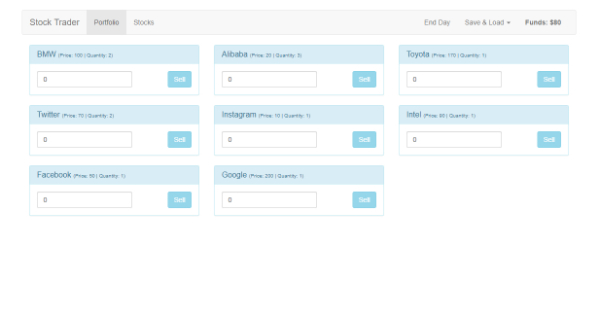 Stock Trader Portfolio Stocks End Day Save & Load Funds: $80
BMW (Price: 100 | Quantity: 2) Alibaba (Price: 20 | Quantity: 5) Toyota (Price: 170 | Quantity: 1)
0 Sell 0 Sell 0 Sell
Twitter (Price: 70 | Quantity: 2) Instagram (Price: 10 | Quantity: 1) Intel (Price: 60 | Quantity: 1)
0 Sell 0 Sell 0 Sell
Facebook (Price: 50 | Quantity: 1) Google (Price: 200 | Quantity: 1)
0 Sell 0 Sell